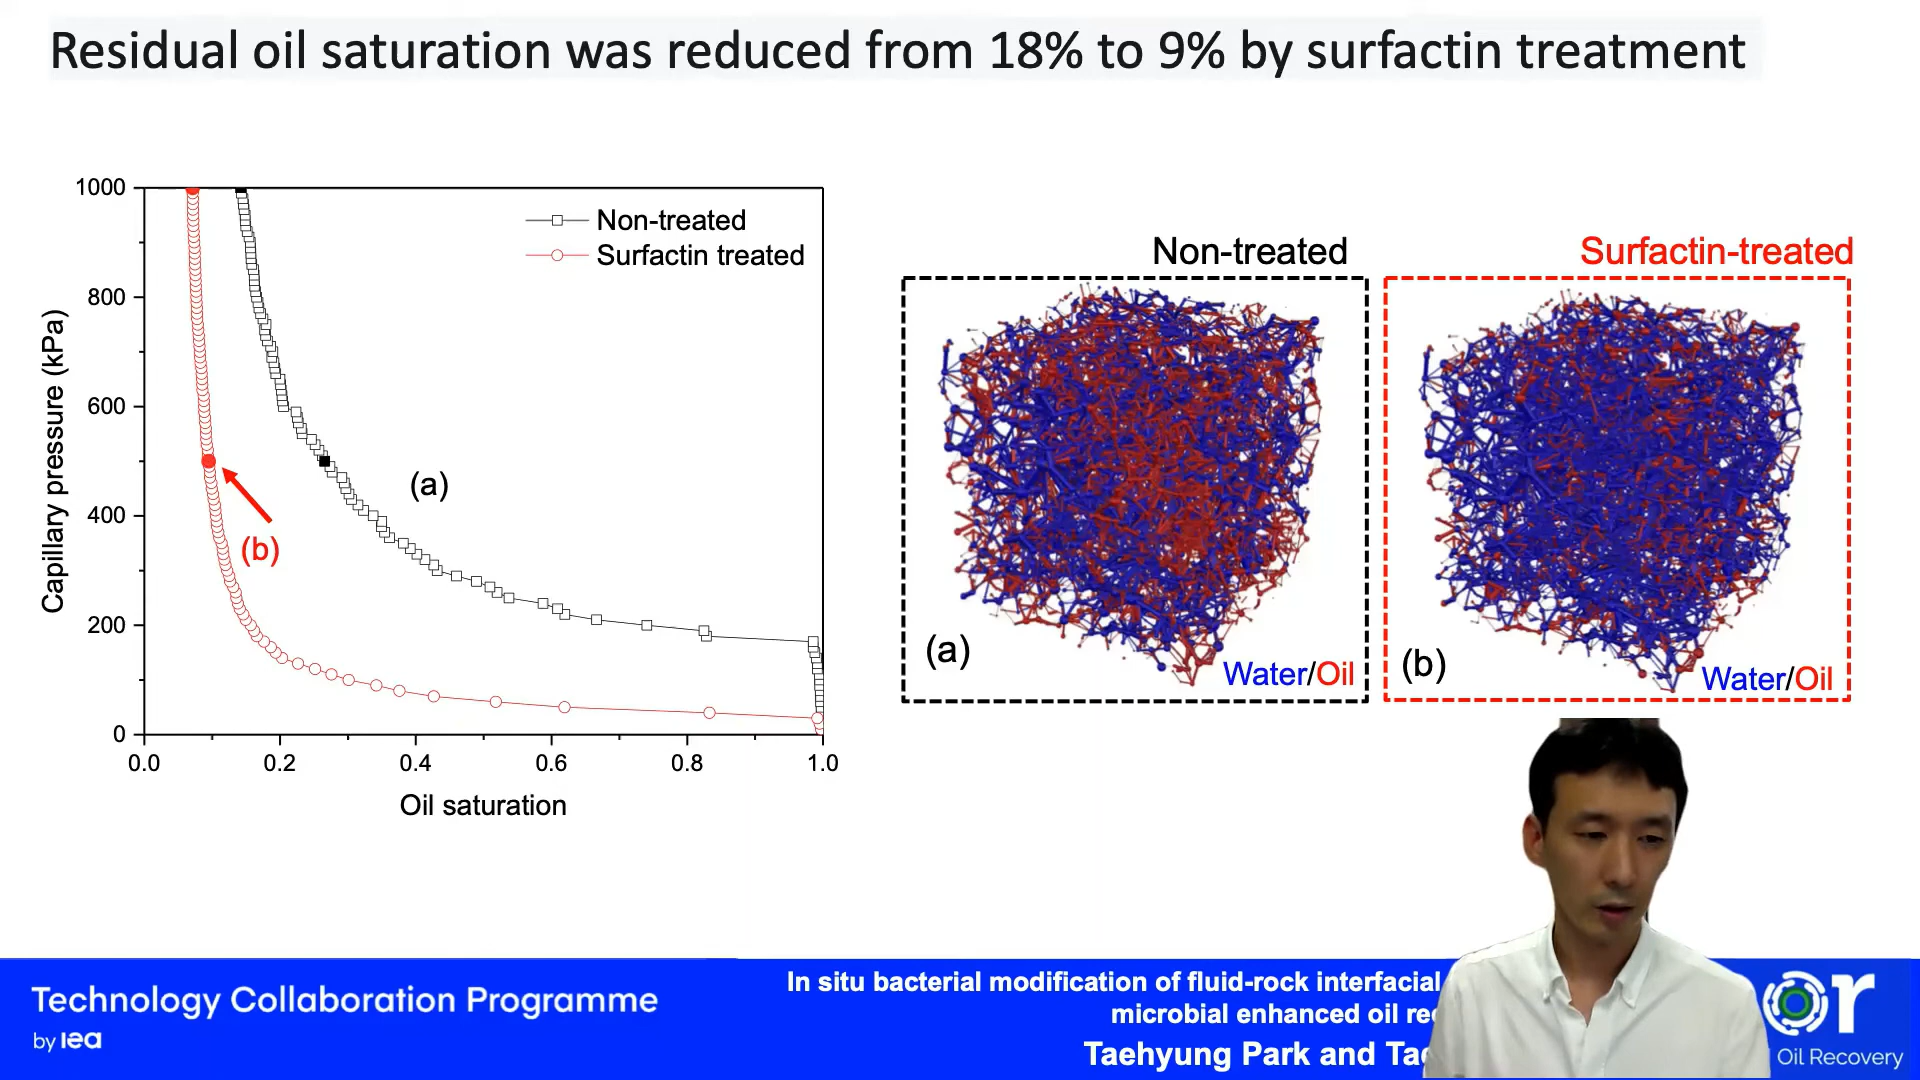 Residual oil saturation was reduced from 18% to 9% by surfactin treatment
1000
800
600
400
200
0
Capillary pressure (kPa)
0.0 0.2 0.4 0.6 0.8 1.0
Oil saturation
Non-treated
Surfactin treated
(a)
(b)
Non-treated
(a)
Water/Oil
Surfactin-treated
(b)
Water/Oil
Technology Collaboration Programme
by iea
In situ bacterial modification of fluid-rock interfacial
microbial enhanced oil
Taehyung Park and
or
Oil Recovery